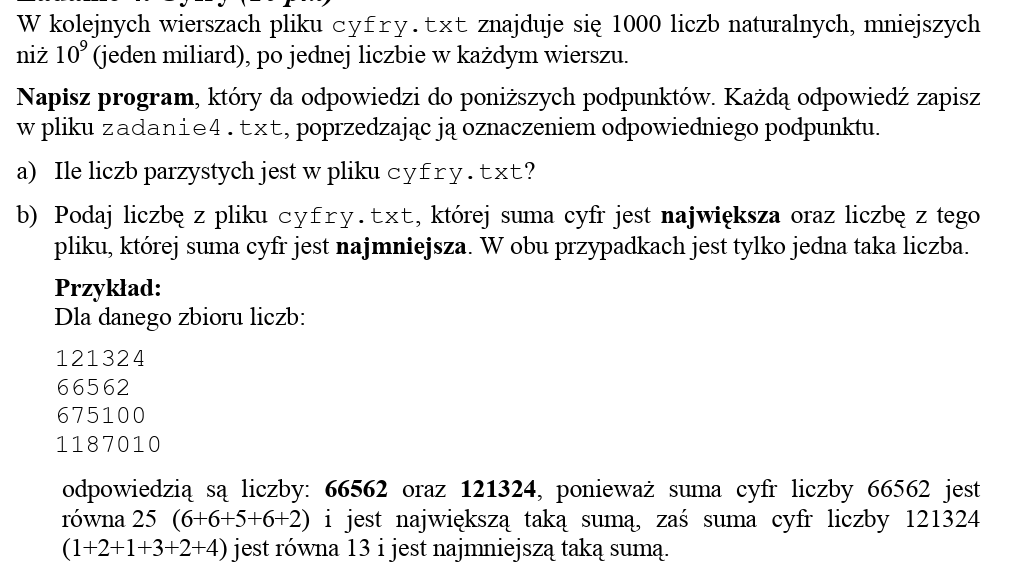 W kolejnych wierszach pliku cyfry.txt znajduje się 1000 liczb naturalnych, mniejszych
niż 10⁹ (jeden miliard), po jednej liczbie w każdym wierszu.
Napisz program, który da odpowiedzi do poniższych podpunktów. Każdą odpowiedź zapisz
w pliku zadanie4.txt, poprzedzając ją oznaczeniem odpowiedniego podpunktu.
a) Ile liczb parzystych jest w pliku cyfry.txt?
b) Podaj liczbę z pliku cyfry.txt, której suma cyfr jest największa oraz liczbę z tego
pliku, której suma cyfr jest najmniejsza. W obu przypadkach jest tylko jedna taka liczba.
Przykład:
Dla danego zbioru liczb:
121324
66562
675100
1187010
odpowiedzią są liczby: 66562 oraz 121324, ponieważ suma cyfr liczby 66562 jest
równa 25 (6+6+5+6+2) i jest największą taką sumą, zaś suma cyfr liczby 121324
(1+2+1+3+2+4) jest równa 13 i jest najmniejszą taką sumą.